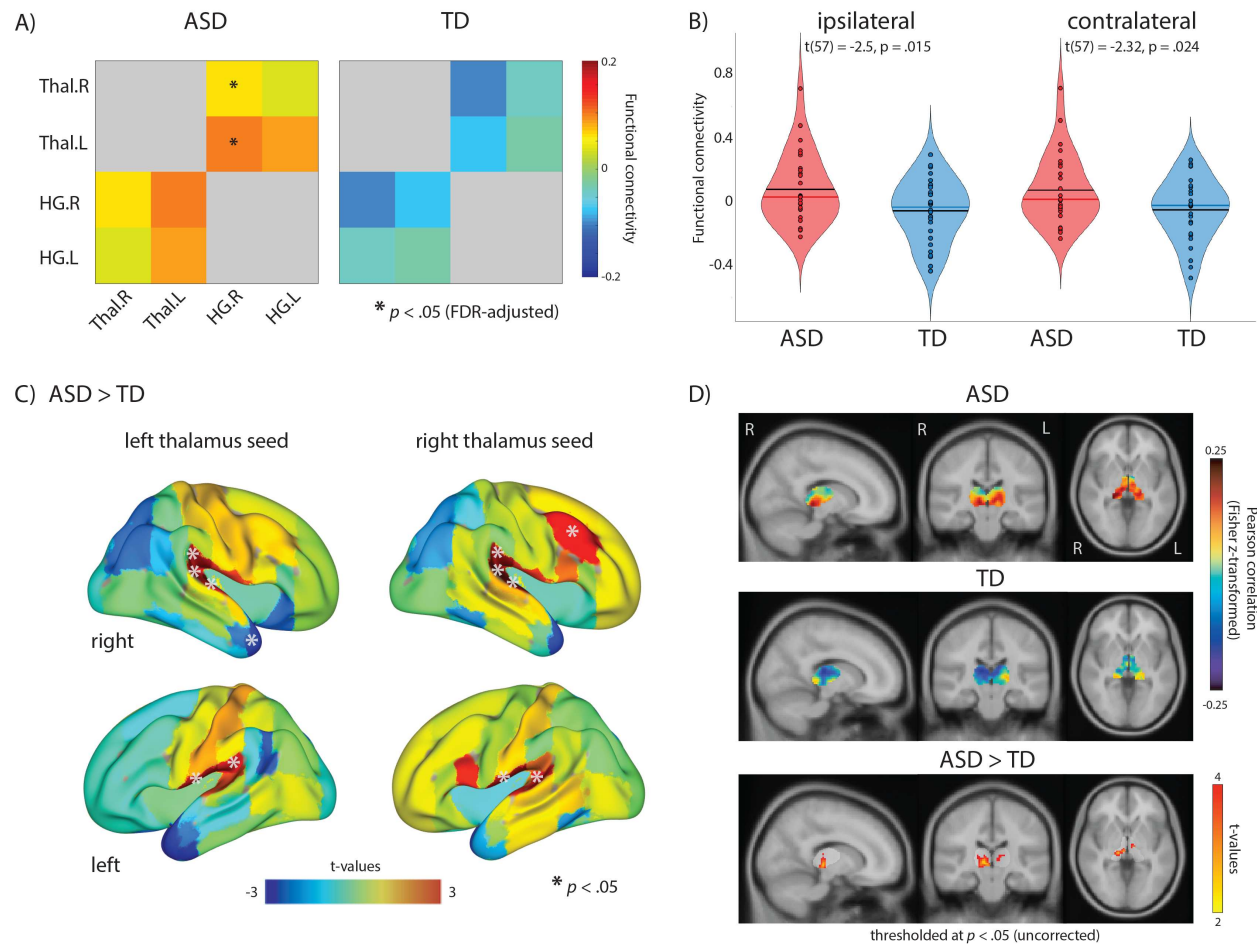 A)
ASD
TD
Thal.R
Thal.L
HG.R
HG.L
*
*
Thal.R
Thal.L
HG.R
HG.L
0.2
0
-0.2
Functional connectivity
* p < .05 (FDR-adjusted)
B)
ipsilateral
t(57) = -2.5, p = .015
contralateral
t(57) = -2.32, p = .024
Functional connectivity
0.8
0.4
0
-0.4
ASD
TD
ASD
TD
C) ASD > TD
left thalamus seed
right thalamus seed
*
*
*
*
*
*
*
*
right
*
*
*
*
left
t-values
-3
3
* p < .05
D)
ASD
R
R
L
R
L
TD
0.25
Pearson correlation
(Fisher z-transformed)
-0.25
ASD > TD
4
t-values
2
thresholded at p < .05 (uncorrected)